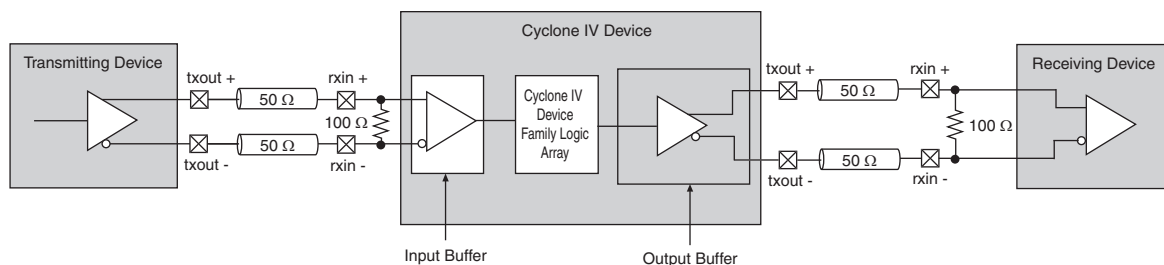 Cyclone IV Device
Transmitting Device
txout +
rxin +
50 Ω
100 Ω
50 Ω
txout -
rxin -
Cyclone IV
Device
Family Logic
Array
txout +
rxin +
50 Ω
100 Ω
50 Ω
txout -
rxin -
Receiving Device
Input Buffer
Output Buffer